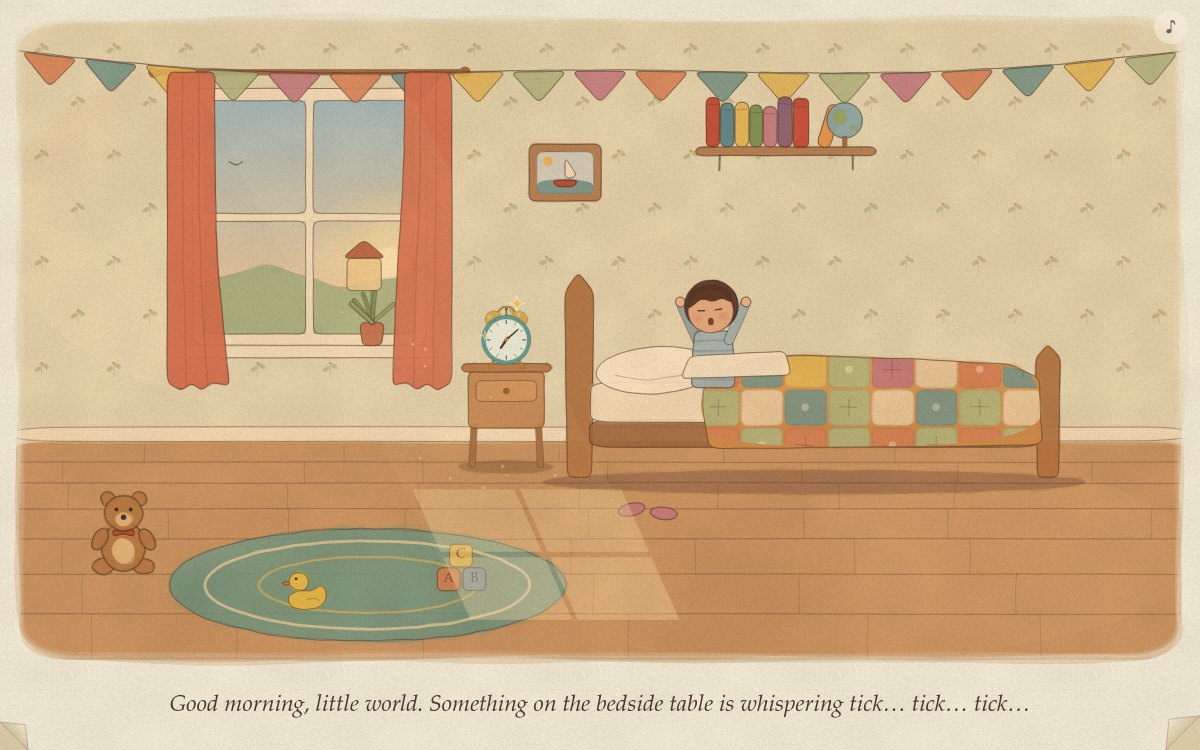 C
A B
Good morning, little world. Something on the bedside table is whispering tick… tick… tick…